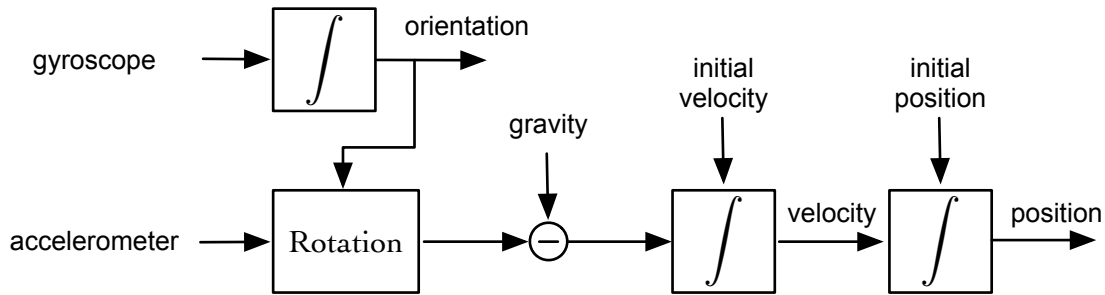 orientation
gyroscope
∫
initial
velocity
initial
position
gravity
accelerometer
Rotation
−
∫
velocity
∫
position